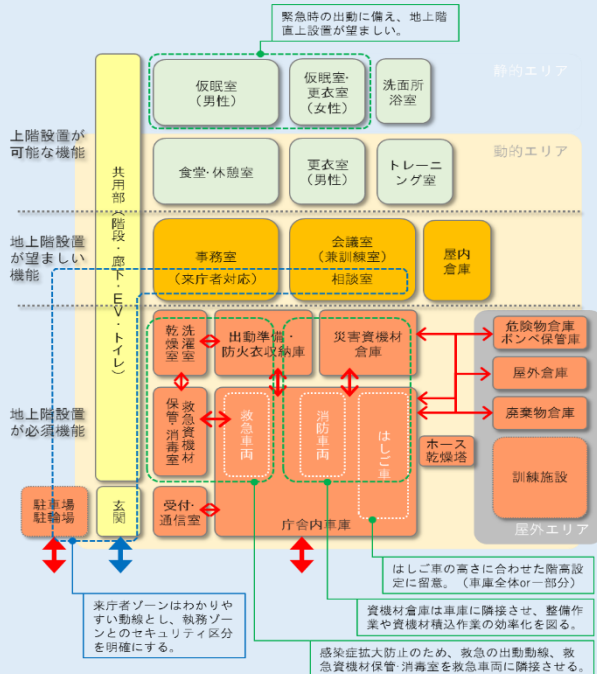 緊急時の出動に備え、地上階
直上設置が望ましい。
静的エリア
仮眠室
（男性）
仮眠室・
更衣室
（女性）
洗面所
浴室
上階設置が
可能な機能
動的エリア
食堂・休憩室
更衣室
（男性）
トレーニ
ング室
共用部（階段・廊下・EV・トイレ）
地上階設置
が望ましい
機能
事務室
（来庁者対応）
会議室
（兼訓練室）
相談室
屋内
倉庫
地上階設置
が必須機能
洗濯
乾燥室
出動準備・
防火衣収納庫
災害資機材
倉庫
危険物倉庫
ボンベ保管庫
屋外倉庫
廃棄物倉庫
救急資機材
保管・消毒室
救急車両
消防車両
はしご車
ホース
乾燥塔
訓練施設
駐車場
駐輪場
玄関
受付・
通信室
庁舎内車庫
屋外エリア
はしご車の高さに合わせた階高設
定に留意。（車庫全体or一部分）
来庁者ゾーンはわかりや
すい動線とし、執務ゾー
ンとのセキュリティ区分
を明確にする。
資機材倉庫は車庫に隣接させ、整備作
業や資機材積込作業の効率化を図る。
感染症拡大防止のため、救急の出動動線、救
急資機材保管・消毒室を救急車両に隣接させる。